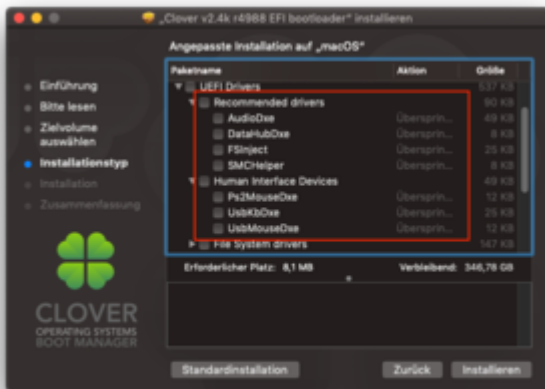 „Clover v2.4k r4988 EFI bootloader“ installieren
Angepasste Installation auf „macOS“
Einführung
Bitte lesen
Zielvolume
auswählen
Installationstyp
Installation
Zusammenfassung
Paketname Aktion Größe
UEFI Drivers 537 KB
Recommended drivers 90 KB
AudioDxe Übersprin... 49 KB
DataHubDxe Übersprin... 8 KB
FSInject Übersprin... 25 KB
SMCHelper Übersprin... 8 KB
Human Interface Devices 49 KB
Ps2MouseDxe Übersprin... 12 KB
UsbKbDxe Übersprin... 25 KB
UsbMouseDxe Übersprin... 12 KB
File System drivers 147 KB
Erforderlicher Platz: 8,1 MB Verbleibend: 346,78 GB
CLOVER
OPERATING SYSTEMS
BOOT MANAGER
Standardinstallation Zurück Installieren